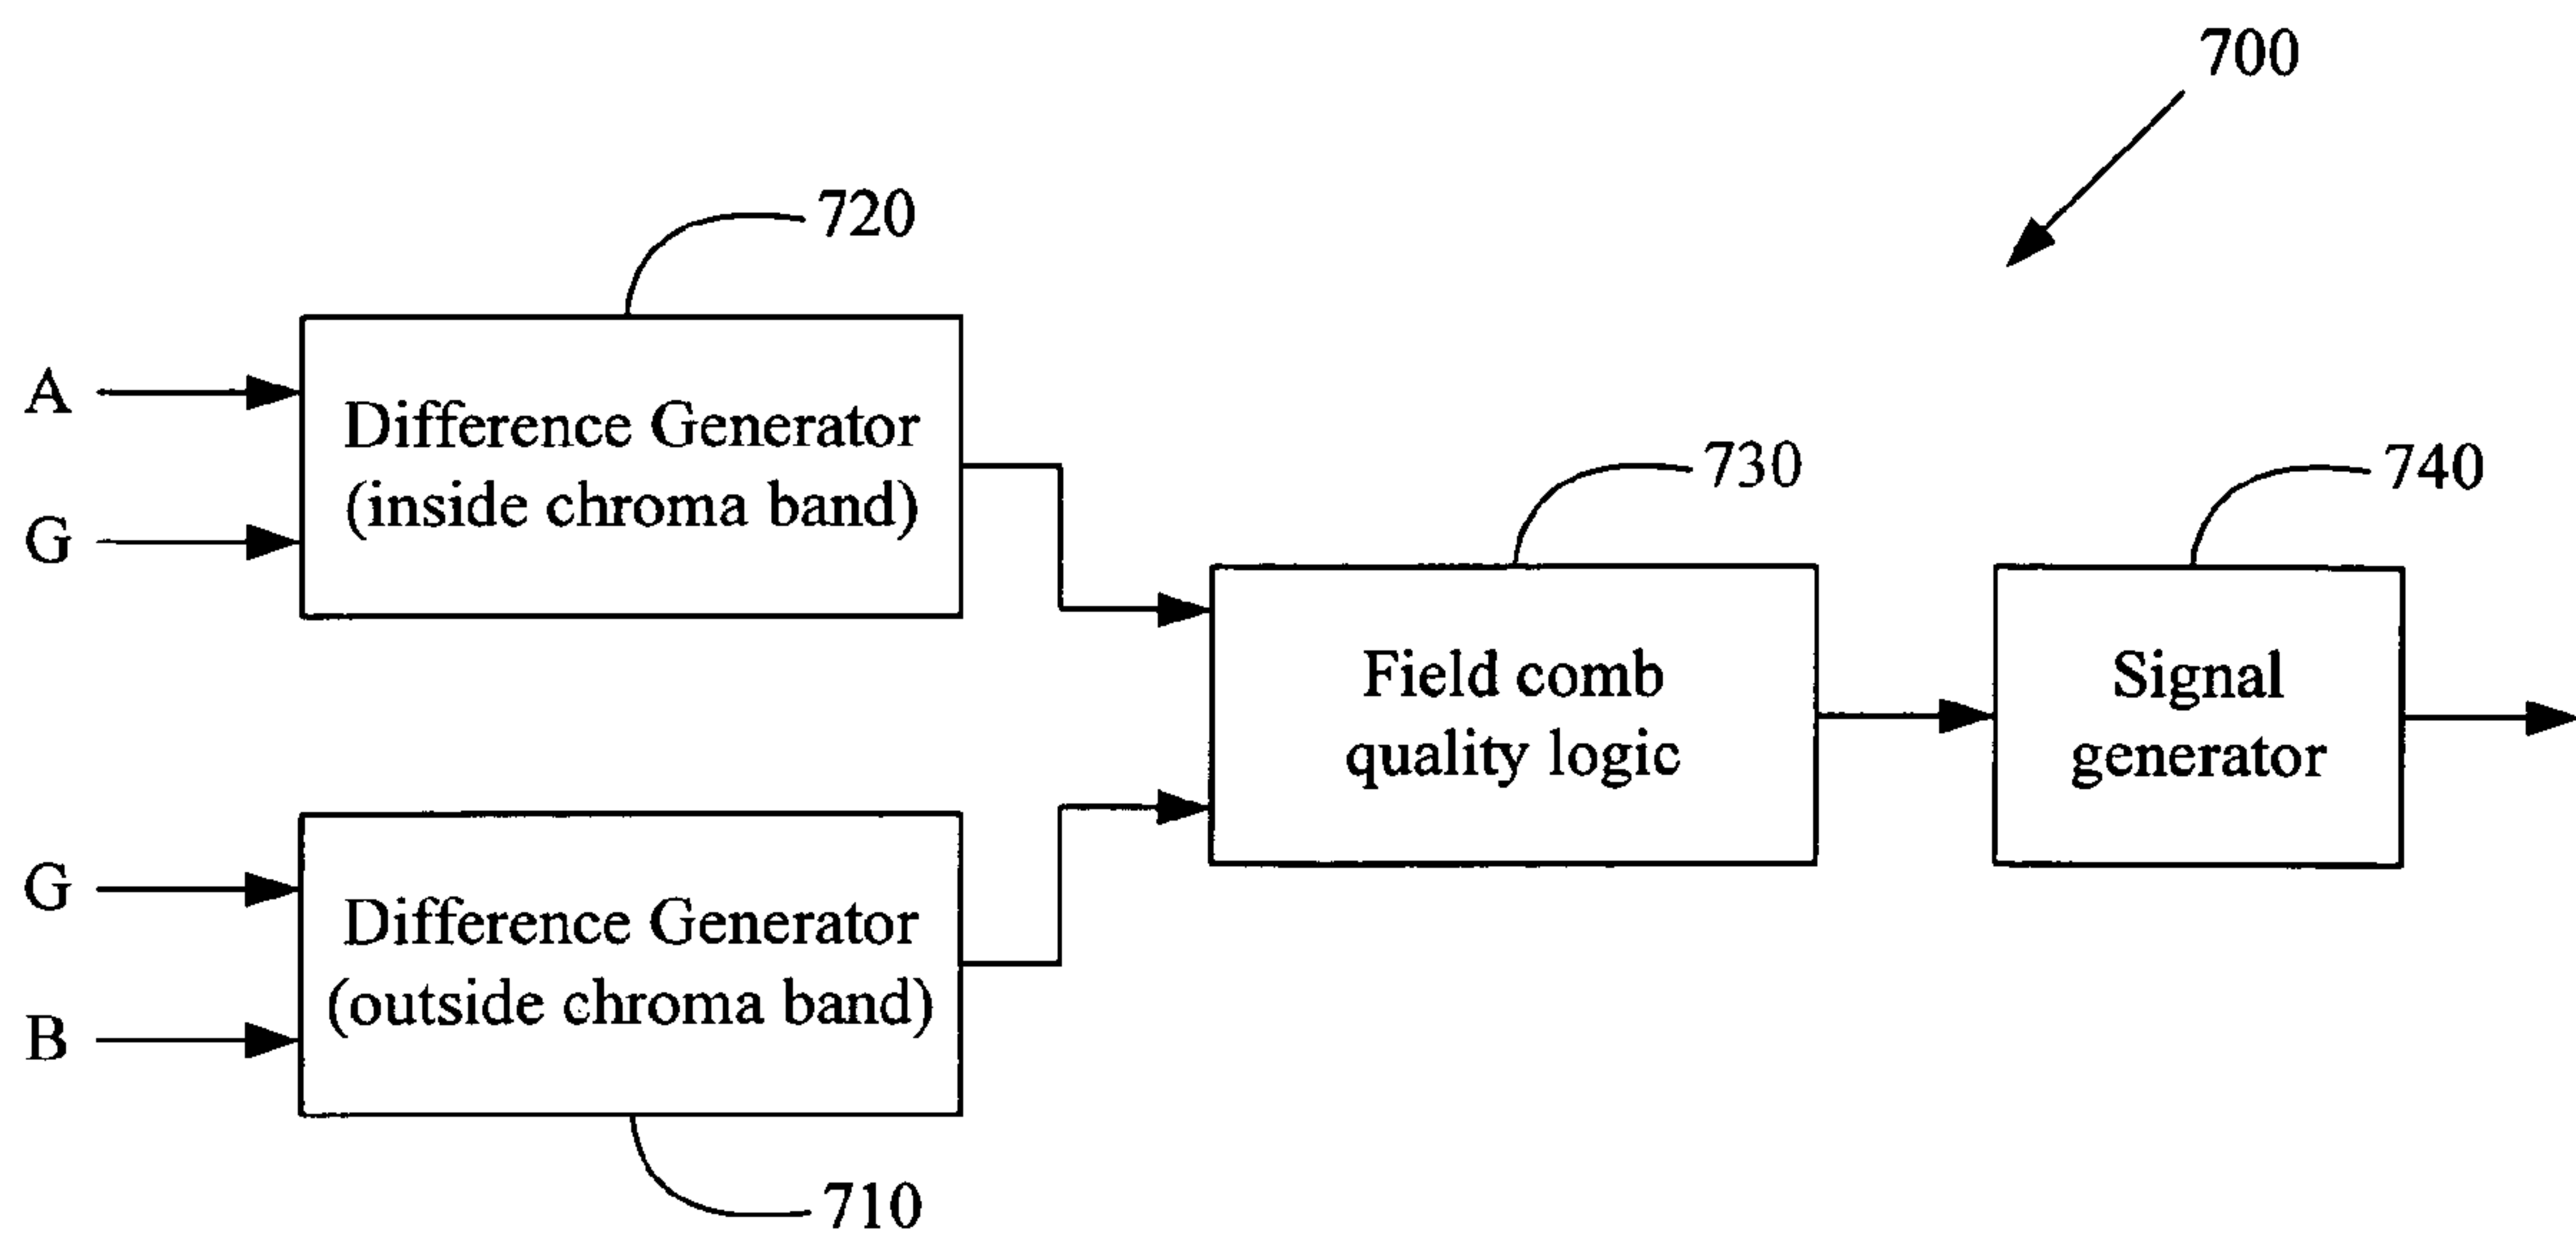 700
720
A
G
Difference Generator
(inside chroma band)
730
740
Field comb
quality logic
Signal
generator
G
B
Difference Generator
(outside chroma band)
710